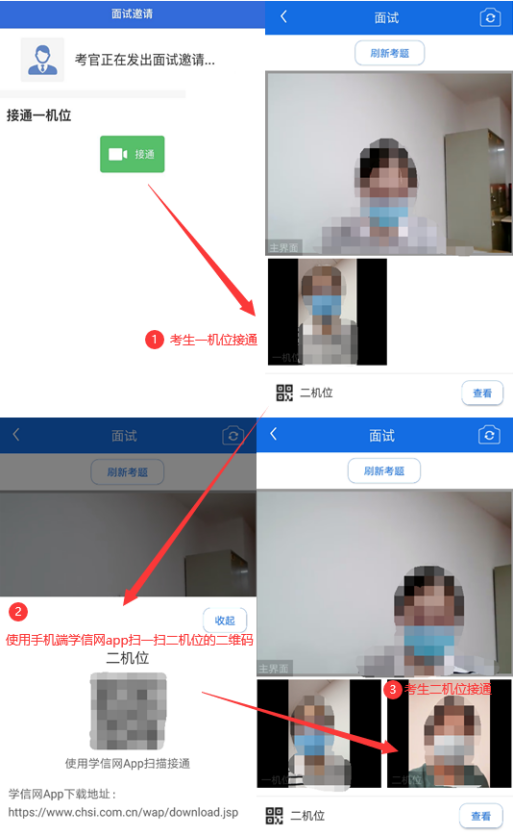 面试邀请
考官正在发出面试邀请...
接通一机位
接通
1 考生一机位接通
面试
刷新考题
主界面
一机位
二机位
查看
面试
刷新考题
2
收起
使用手机端学信网app扫一扫二机位的二维码
二机位
使用学信网App扫描接通
学信网App下载地址：
https://www.chsi.com.cn/wap/download.jsp
面试
刷新考题
主界面
3 考生二机位接通
一机位
二机位
二机位
查看